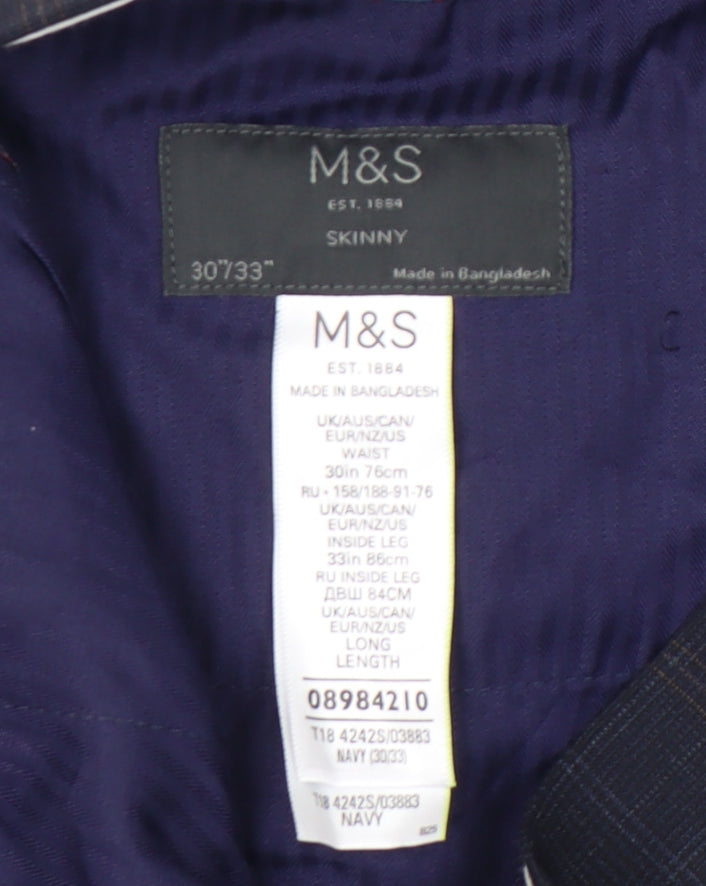 M&S
EST. 1884
SKINNY
30"/33"
Made in Bangladesh
M&S
EST. 1884
MADE IN BANGLADESH
UK/AUS/CAN/
EUR/NZ/US
WAIST
30in 76cm
RU - 158/188-91-76
UK/AUS/CAN/
EUR/NZ/US
INSIDE LEG
33in 86cm
RU INSIDE LEG
ДВШ 84CM
UK/AUS/CAN/
EUR/NZ/US
LONG
LENGTH
08984210
T18 4242S/03883
NAVY (30/33)
T18 4242S/03883
NAVY